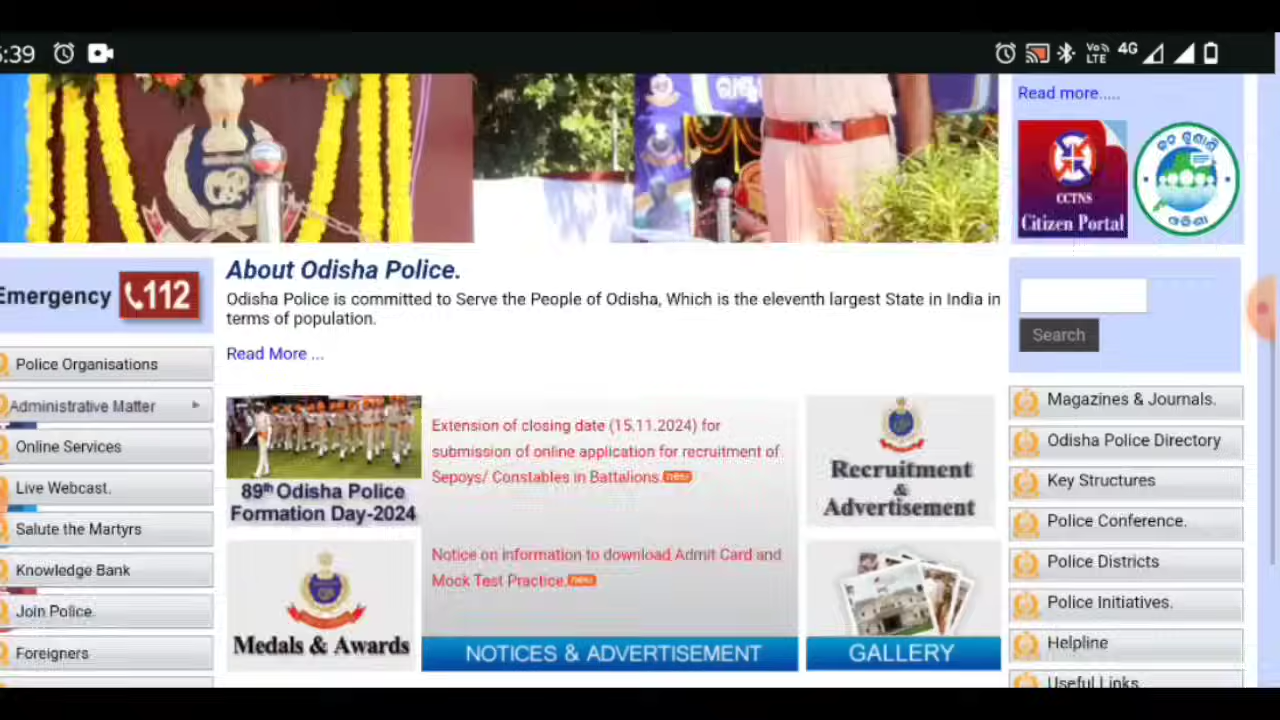 :39
Vo)) LTE 4G
Read more.....
CCTNS
Citizen Portal
Emergency 112
About Odisha Police.
Odisha Police is committed to Serve the People of Odisha, Which is the eleventh largest State in India in
terms of population.
Read More ...
Search
Police Organisations
Administrative Matter
Online Services
Live Webcast.
Salute the Martyrs
Knowledge Bank
Join Police.
Foreigners
89th Odisha Police
Formation Day-2024
Medals & Awards
Extension of closing date (15.11.2024) for
submission of online application for recruitment of
Sepoys/ Constables in Battalions. new
Notice on information to download Admit Card and
Mock Test Practice. new
NOTICES & ADVERTISEMENT
Recruitment
&
Advertisement
GALLERY
Magazines & Journals.
Odisha Police Directory
Key Structures
Police Conference.
Police Districts
Police Initiatives.
Helpline
Useful Links